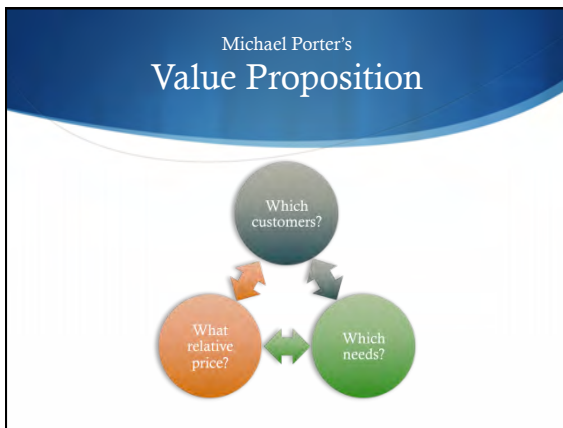 Michael Porter's
Value Proposition
Which
customers?
What
relative
price?
Which
needs?